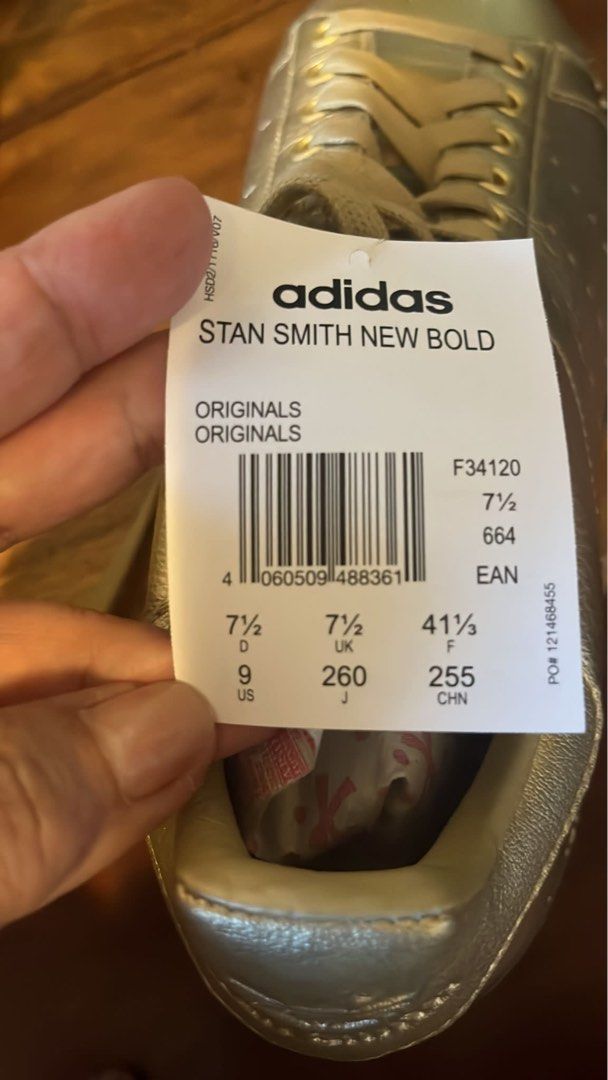 adidas
STAN SMITH NEW BOLD
ORIGINALS
ORIGINALS
F34120
7½
664
EAN
4 060509 488361
7½ 7½ 41⅓
D UK F
9 260 255
US J CHN
PO# 121468455